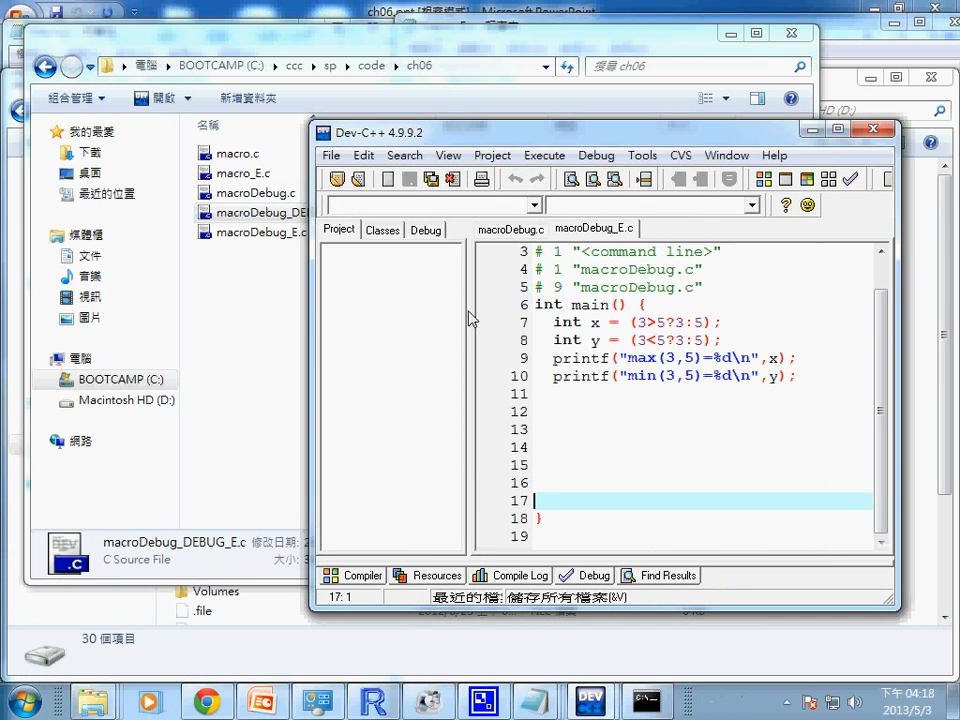 ch06.ppt [相容模式] - Microsoft PowerPoint
電腦 BOOTCAMP (C:) ccc sp code ch06
搜尋 ch06
組合管理 開啟 新增資料夾
我的最愛
下載
桌面
最近的位置
媒體櫃
文件
音樂
視訊
圖片
電腦
BOOTCAMP (C:)
Macintosh HD (D:)
網路
名稱
macro.c
macro_E.c
macroDebug.c
macroDebug_DE
macroDebug_E.c
macroDebug_DEBUG_E.c 修改日期: 2
C Source File 大小: 3
HD (D:)
Dev-C++ 4.9.9.2
File Edit Search View Project Execute Debug Tools CVS Window Help
Project Classes Debug
macroDebug.c macroDebug_E.c
3 # 1 "<command line>"
4 # 1 "macroDebug.c"
5 # 9 "macroDebug.c"
6 int main() {
7 int x = (3>5?3:5);
8 int y = (3<5?3:5);
9 printf("max(3,5)=%d\n",x);
10 printf("min(3,5)=%d\n",y);
11
12
13
14
15
16
17
18 }
19
Compiler Resources Compile Log Debug Find Results
17: 1 最近的檔: 儲存所有檔案(&V)
Volumes
.file
30 個項目
DEV
下午 04:18
2013/5/3